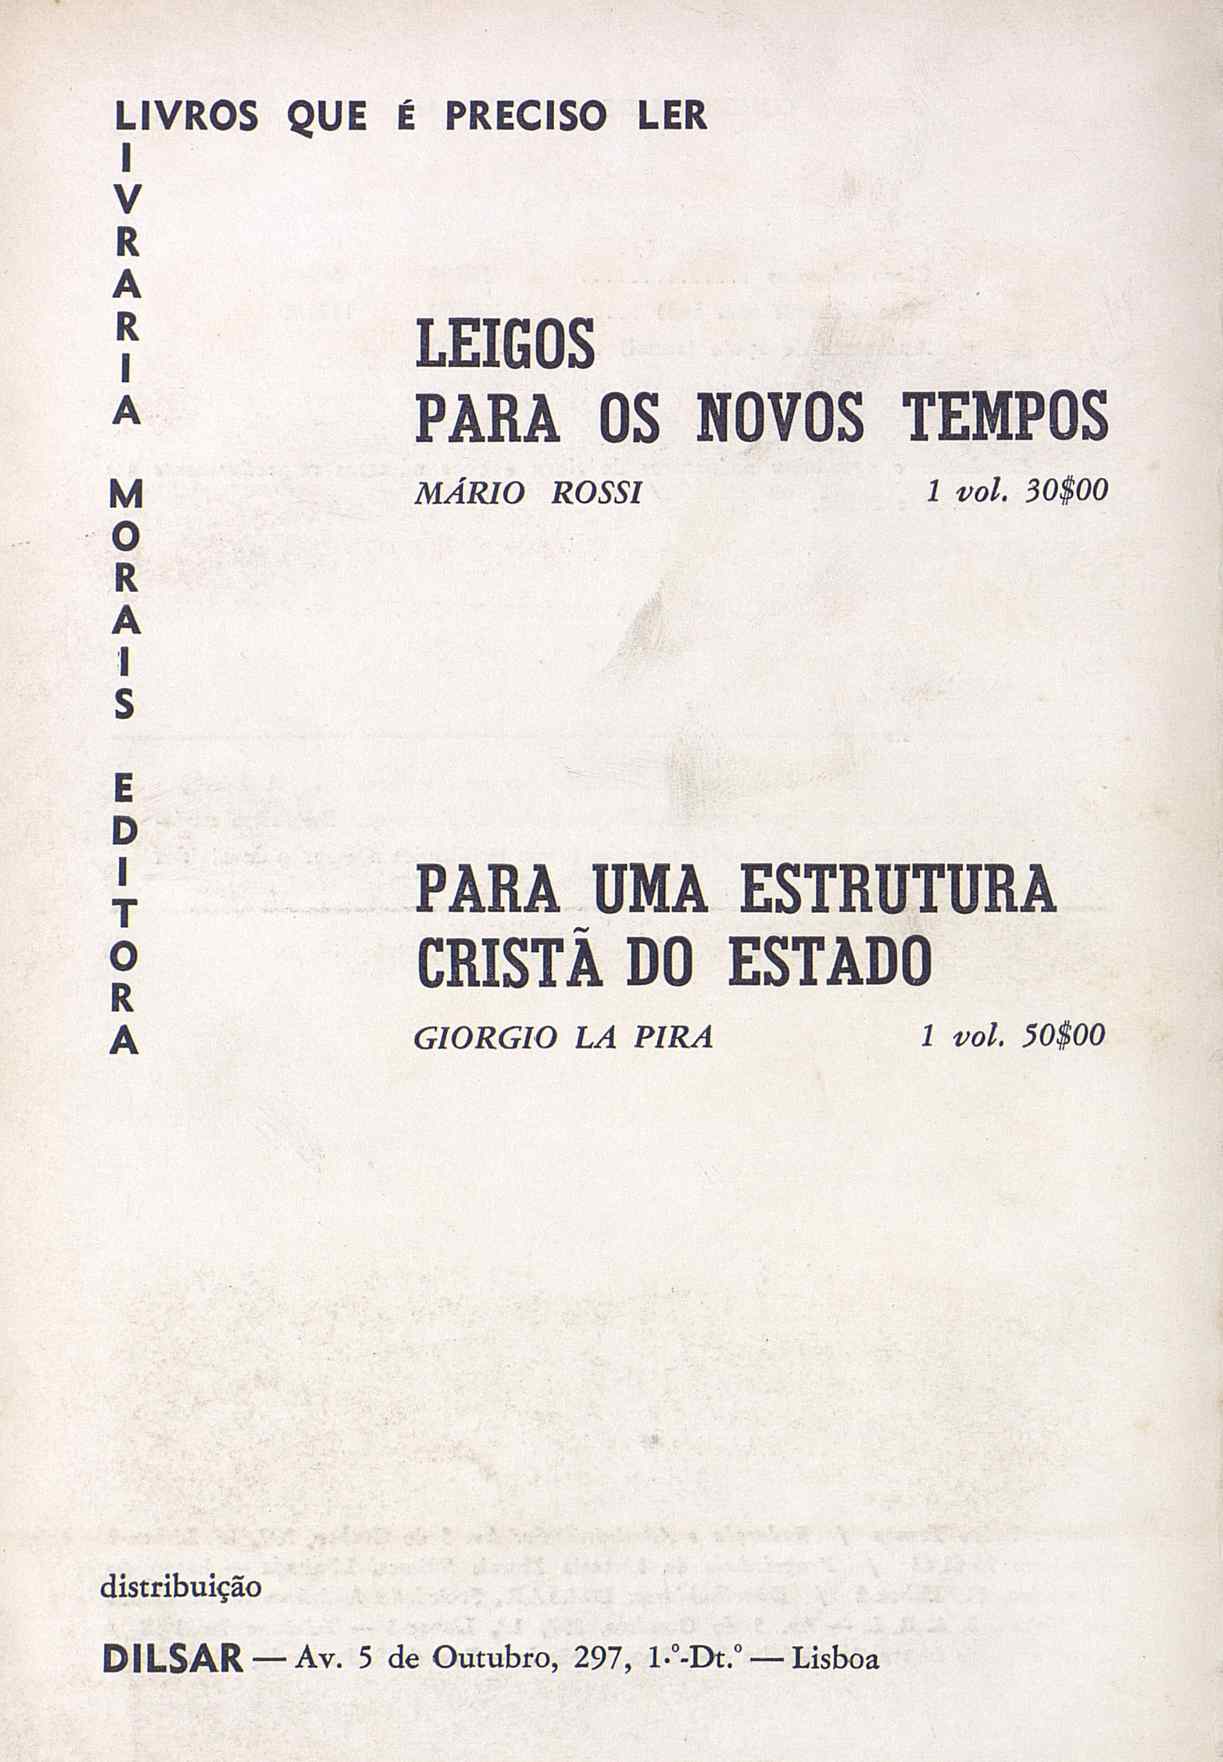 LIVROS QUE É PRECISO LER
LIVRARIA MORAIS EDITORA
LEIGOS
PARA OS NOVOS TEMPOS
MÁRIO ROSSI 1 vol. 30$00
PARA UMA ESTRUTURA
CRISTÃ DO ESTADO
GIORGIO LA PIRA 1 vol. 50$00
distribuição
DILSAR — Av. 5 de Outubro, 297, 1.º-Dt.º — Lisboa